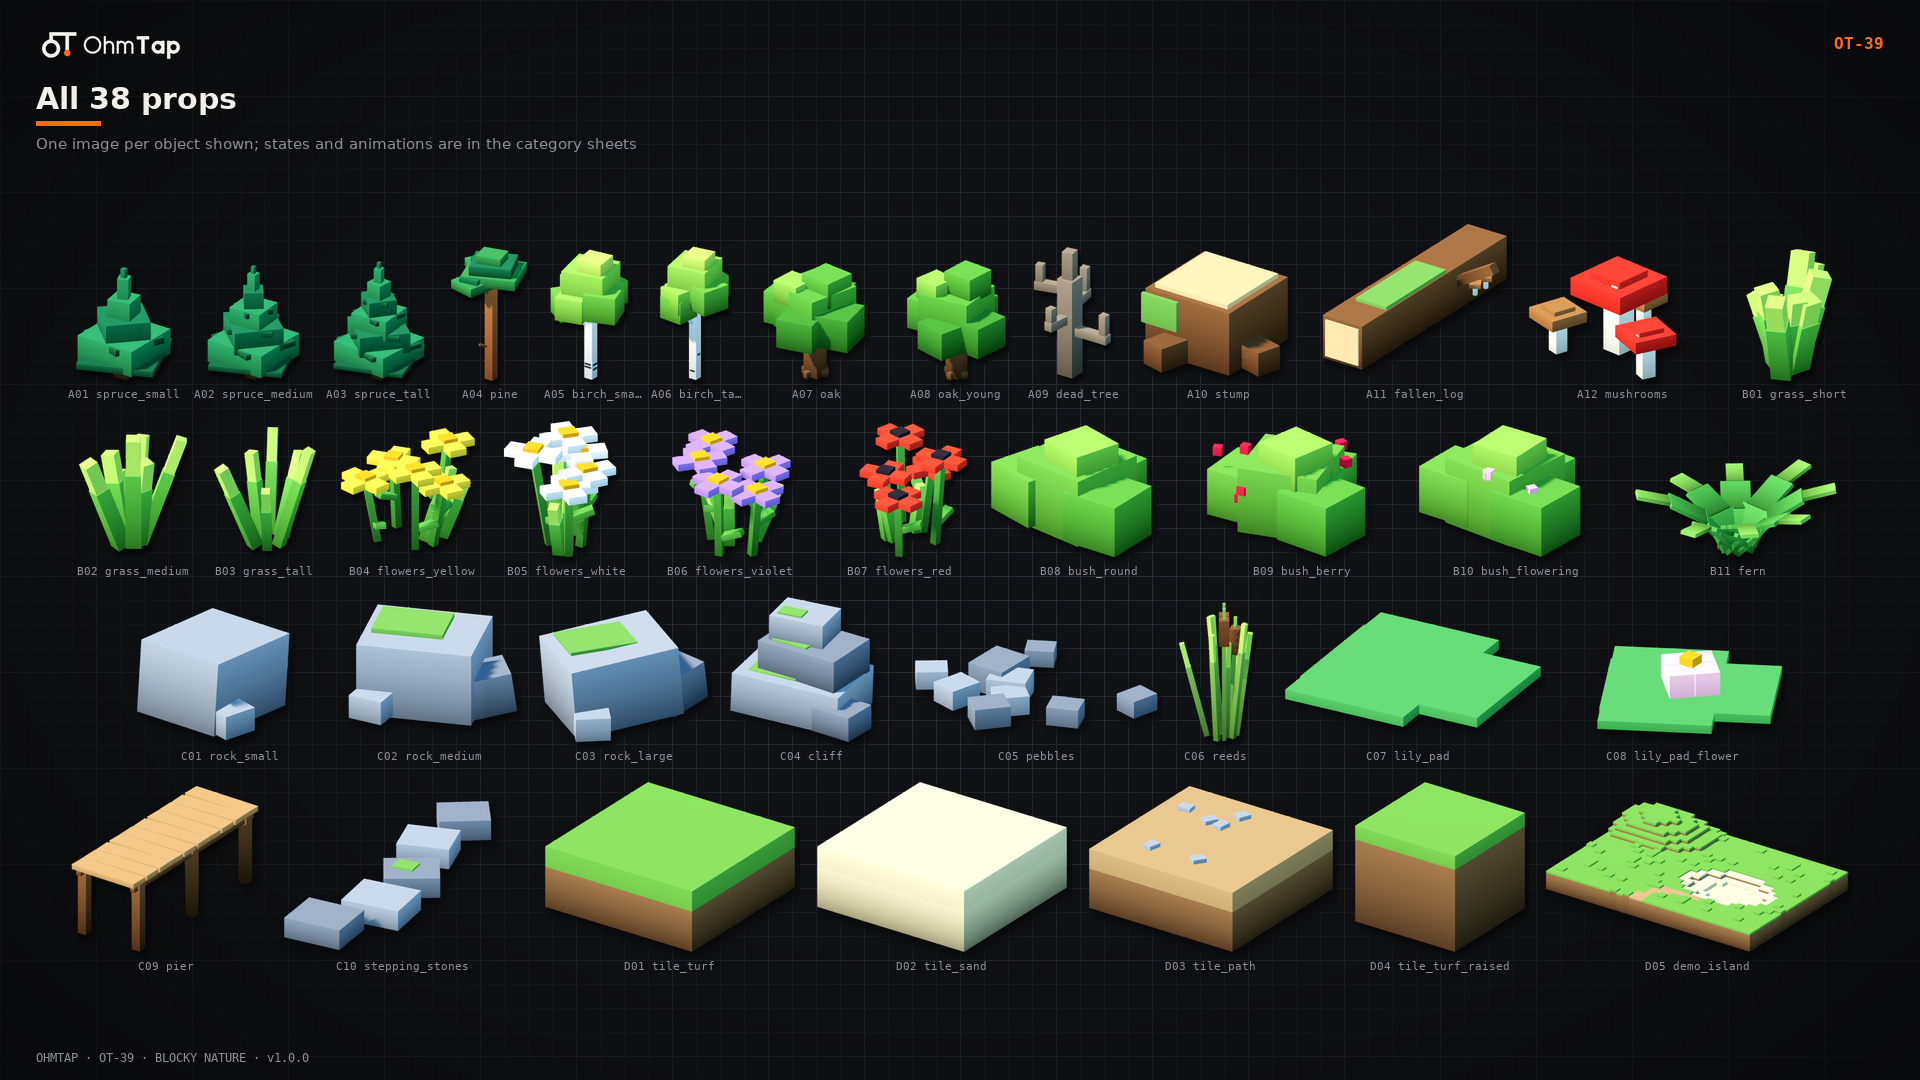 OhmTap
OT-39
All 38 props
One image per object shown; states and animations are in the category sheets
A01 spruce_small
A02 spruce_medium
A03 spruce_tall
A04 pine
A05 birch_sma…
A06 birch_ta…
A07 oak
A08 oak_young
A09 dead_tree
A10 stump
A11 fallen_log
A12 mushrooms
B01 grass_short
B02 grass_medium
B03 grass_tall
B04 flowers_yellow
B05 flowers_white
B06 flowers_violet
B07 flowers_red
B08 bush_round
B09 bush_berry
B10 bush_flowering
B11 fern
C01 rock_small
C02 rock_medium
C03 rock_large
C04 cliff
C05 pebbles
C06 reeds
C07 lily_pad
C08 lily_pad_flower
C09 pier
C10 stepping_stones
D01 tile_turf
D02 tile_sand
D03 tile_path
D04 tile_turf_raised
D05 demo_island
OHMTAP · OT-39 · BLOCKY NATURE · v1.0.0